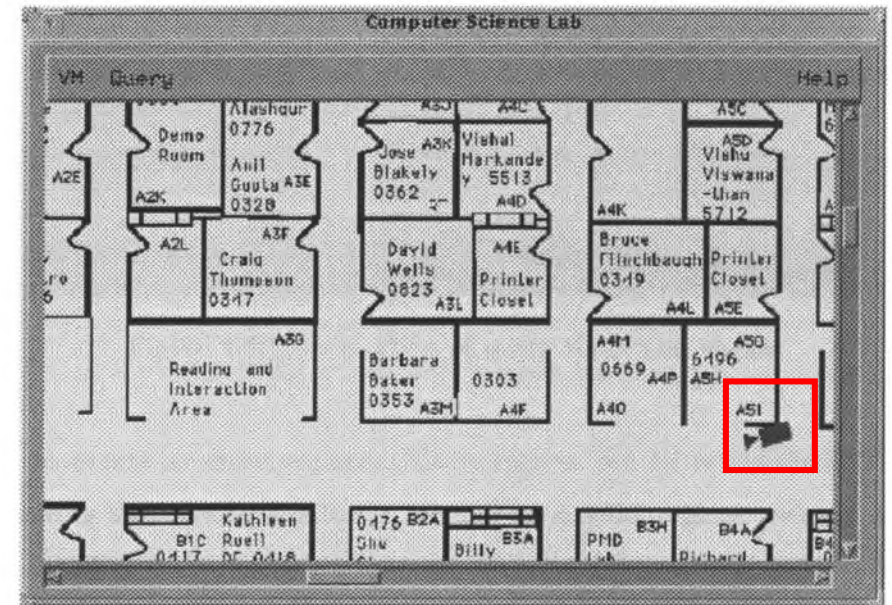 Computer Science Lab
VM Query Help
Alashqur
0776
Demo
Room
A2E
A2K
Anil
Gupta A3E
0328
Jose
Blakely
0362
A3K
Vishal
Harkande
y 5513
A4D
A4K
A5C
A5D
Vishu
Viswana
-than
5712
A2L
A3F
Craig
Thompson
0347
David
Wells
0823
A3L
A4E
Printer
Closet
Bruce
Flinchbaugh
0349
A4L
Printer
Closet
A5E
A3G
Reading and
Interaction
Area
Barbara
Baker
0353 A3M
0303
A4F
A4M
0669 A4P
A4O
A5G
6496
A5H
A5I
B1C
0417
Kathleen
Ruell
0476 B2A
Shu
B3A
Billy
PMD
Lab
B3H
B4A
Richard